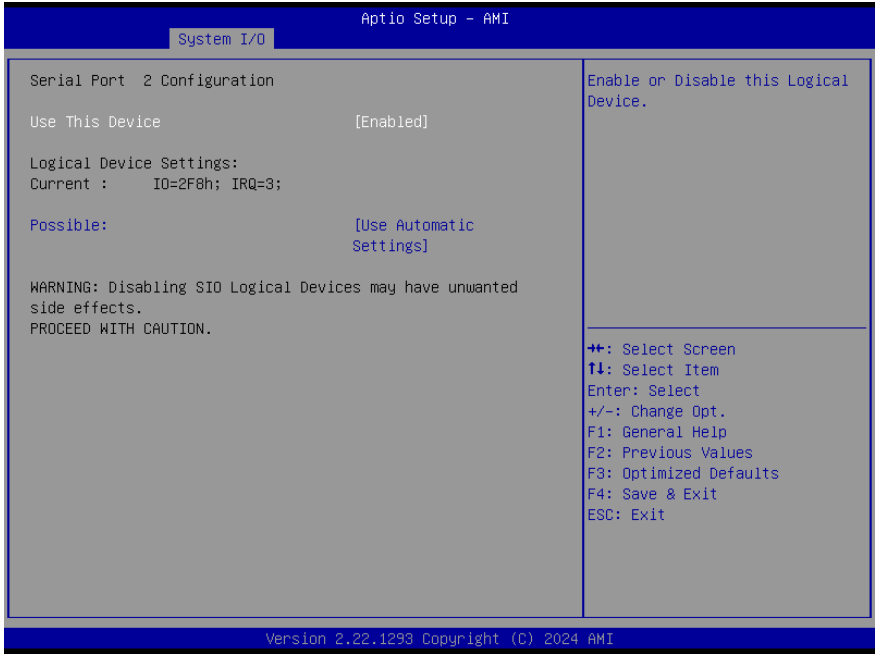 Aptio Setup – AMI
System I/O
Serial Port 2 Configuration
Use This Device [Enabled]
Logical Device Settings:
Current : IO=2F8h; IRQ=3;
Possible: [Use Automatic
Settings]
WARNING: Disabling SIO Logical Devices may have unwanted
side effects.
PROCEED WITH CAUTION.
Enable or Disable this Logical
Device.
→←: Select Screen
↑↓: Select Item
Enter: Select
+/-: Change Opt.
F1: General Help
F2: Previous Values
F3: Optimized Defaults
F4: Save & Exit
ESC: Exit
Version 2.22.1293 Copyright (C) 2024 AMI